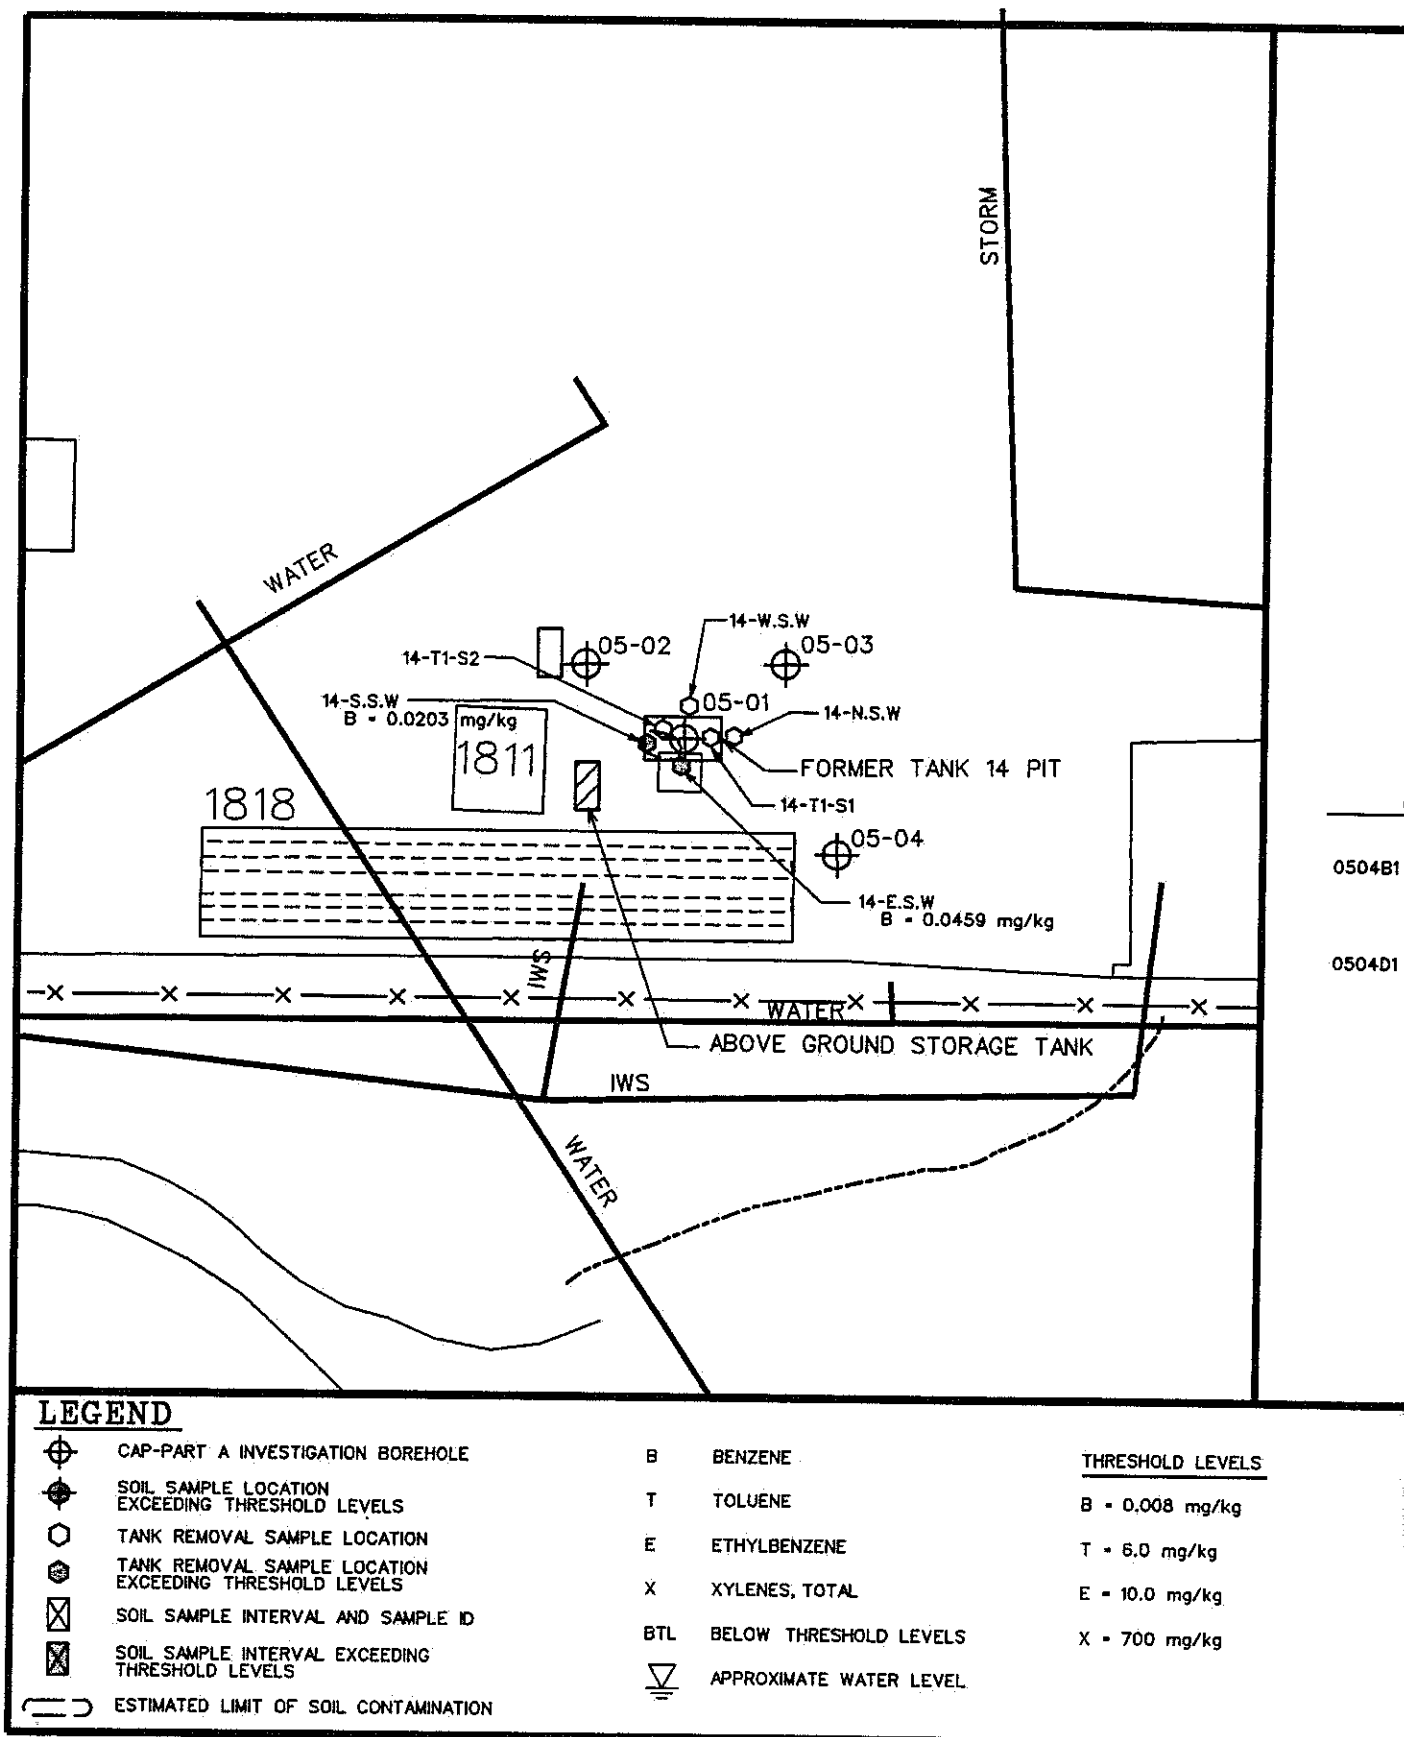 STORM
WATER
14-W.S.W
05-02
05-03
14-T1-S2
14-S.S.W
B = 0.0203 mg/kg
05-01
14-N.S.W
1811
FORMER TANK 14 PIT
1818
14-T1-S1
05-04
0504B1
14-E.S.W
B = 0.0459 mg/kg
IWS
0504D1
WATER
ABOVE GROUND STORAGE TANK
IWS
WATER
LEGEND
CAP-PART A INVESTIGATION BOREHOLE
SOIL SAMPLE LOCATION
EXCEEDING THRESHOLD LEVELS
TANK REMOVAL SAMPLE LOCATION
TANK REMOVAL SAMPLE LOCATION
EXCEEDING THRESHOLD LEVELS
SOIL SAMPLE INTERVAL AND SAMPLE ID
SOIL SAMPLE INTERVAL EXCEEDING
THRESHOLD LEVELS
ESTIMATED LIMIT OF SOIL CONTAMINATION
B BENZENE
T TOLUENE
E ETHYLBENZENE
X XYLENES, TOTAL
BTL BELOW THRESHOLD LEVELS
APPROXIMATE WATER LEVEL
THRESHOLD LEVELS
B = 0.008 mg/kg
T = 6.0 mg/kg
E = 10.0 mg/kg
X = 700 mg/kg